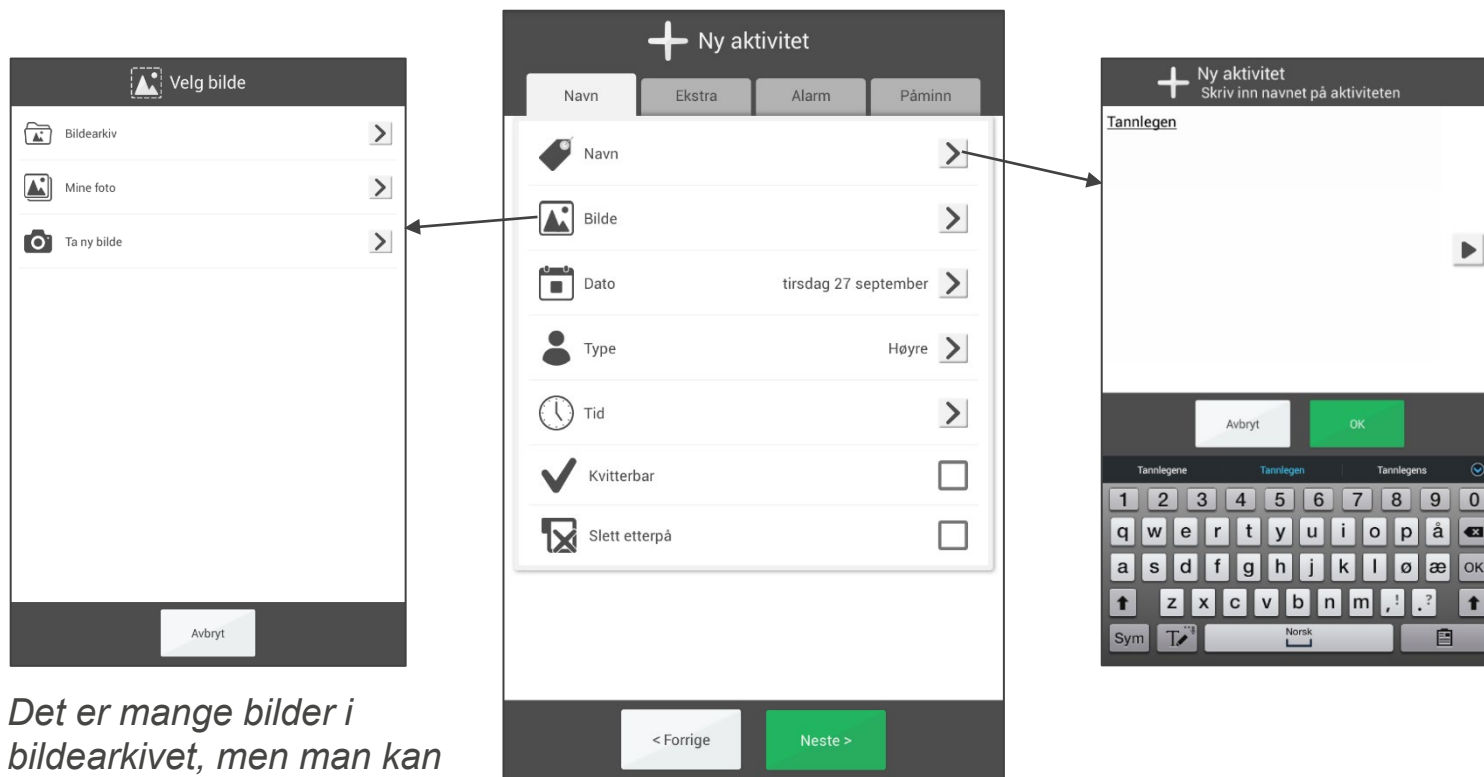 Velg bilde
Bildearkiv
Mine foto
Ta ny bilde
Avbryt
Det er mange bilder i
bildearkivet, men man kan
Ny aktivitet
Navn Ekstra Alarm Påminn
Navn
Bilde
Dato tirsdag 27 september
Type Høyre
Tid
Kvitterbar
Slett etterpå
< Forrige Neste >
Ny aktivitet
Skriv inn navnet på aktiviteten
Tannlegen
Avbryt OK
Tannlegene Tannlegen Tannlegens
1 2 3 4 5 6 7 8 9 0
q w e r t y u i o p å
a s d f g h j k l ø æ OK
z x c v b n m ,! .?
Sym T Norsk